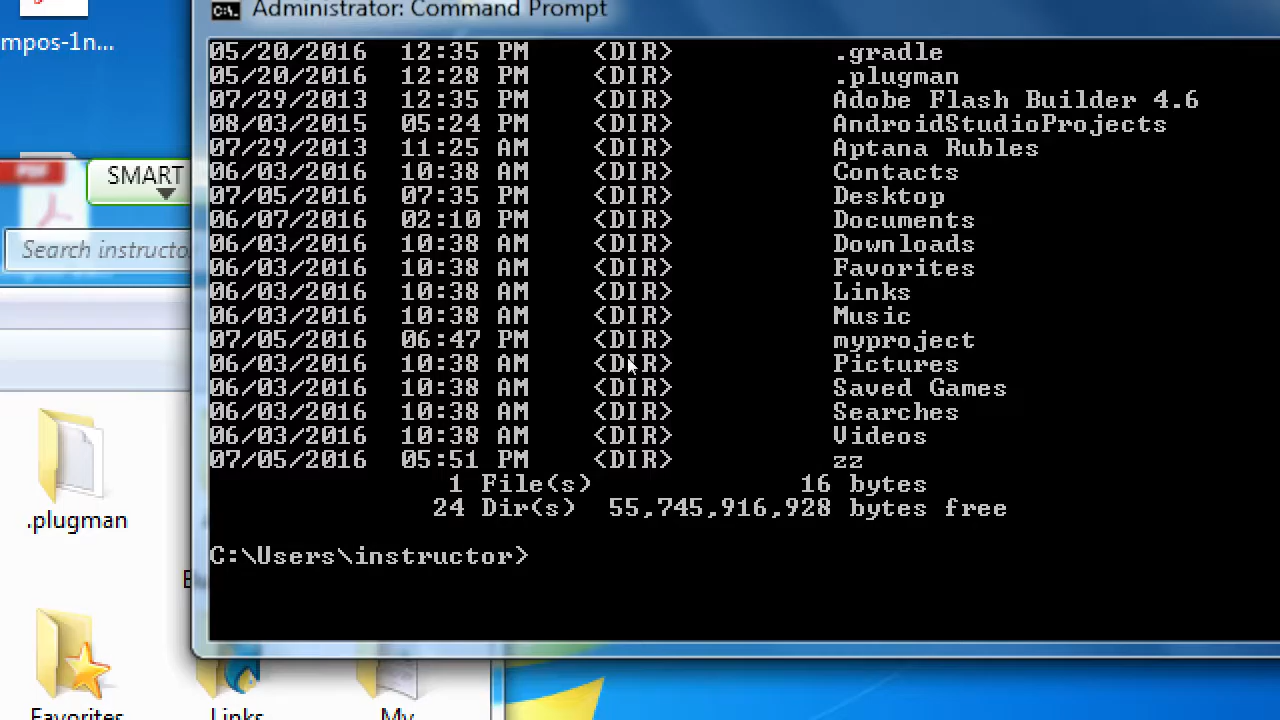 mpos-1n...
Administrator: Command Prompt
05/20/2016 12:35 PM <DIR> .gradle
05/20/2016 12:28 PM <DIR> .plugman
07/29/2013 12:35 PM <DIR> Adobe Flash Builder 4.6
08/03/2015 05:24 PM <DIR> AndroidStudioProjects
07/29/2013 11:25 AM <DIR> Aptana Rubles
06/03/2016 10:38 AM <DIR> Contacts
07/05/2016 07:35 PM <DIR> Desktop
06/07/2016 02:10 PM <DIR> Documents
06/03/2016 10:38 AM <DIR> Downloads
06/03/2016 10:38 AM <DIR> Favorites
06/03/2016 10:38 AM <DIR> Links
06/03/2016 10:38 AM <DIR> Music
07/05/2016 06:47 PM <DIR> myproject
06/03/2016 10:38 AM <DIR> Pictures
06/03/2016 10:38 AM <DIR> Saved Games
06/03/2016 10:38 AM <DIR> Searches
06/03/2016 10:38 AM <DIR> Videos
07/05/2016 05:51 PM <DIR> zz
1 File(s) 16 bytes
24 Dir(s) 55,745,916,928 bytes free
C:\Users\instructor>
PDF
SMART
Search instructo
.plugman
Favorites
Links
My